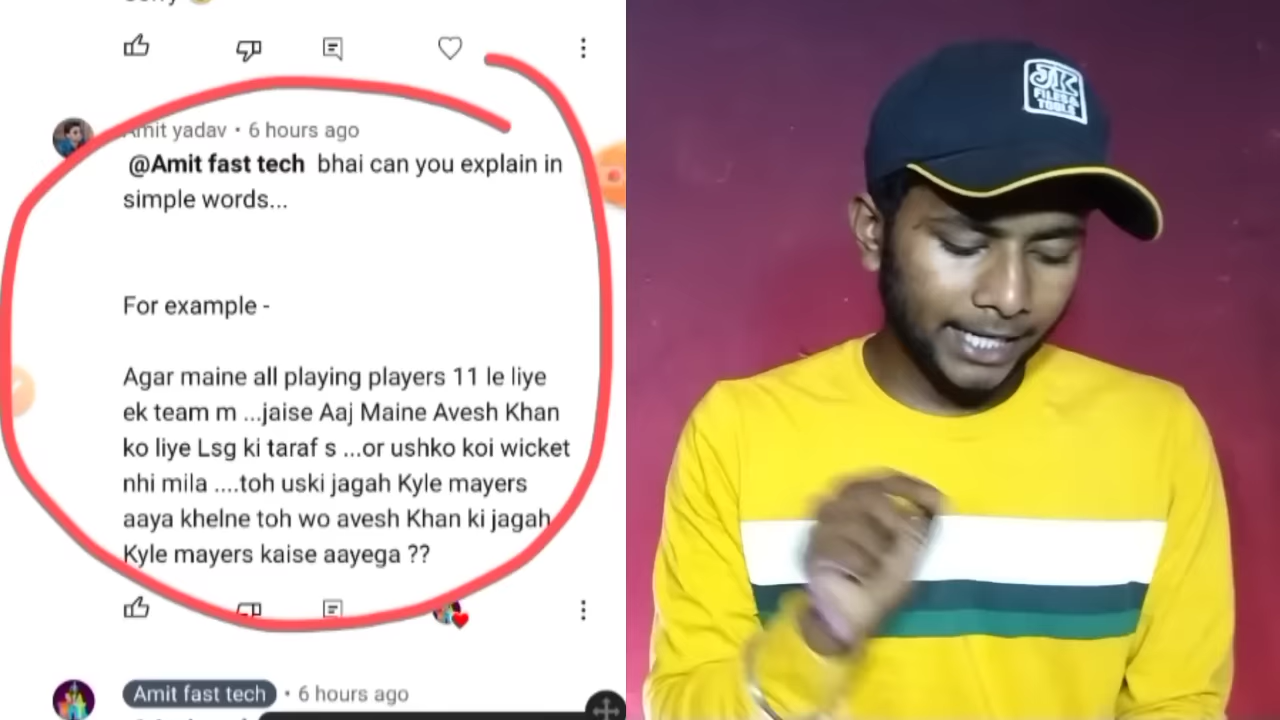 Amit yadav • 6 hours ago
@Amit fast tech bhai can you explain in
simple words...
For example -
Agar maine all playing players 11 le liye
ek team m ...jaise Aaj Maine Avesh Khan
ko liye Lsg ki taraf s ...or ushko koi wicket
nhi mila ....toh uski jagah Kyle mayers
aaya khelne toh wo avesh Khan ki jagah
Kyle mayers kaise aayega ??
Amit fast tech • 6 hours ago
JK
FILES &
TOOLS